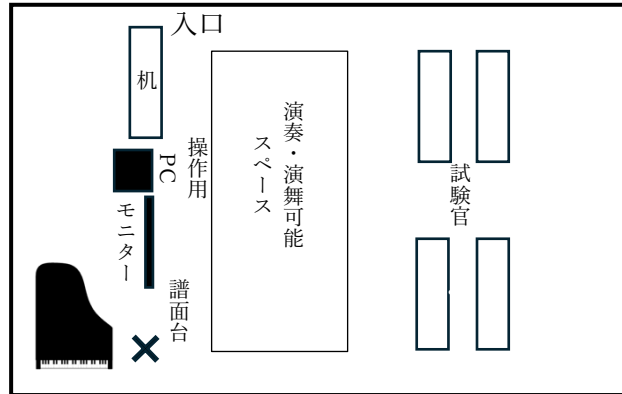 入口
机
操作用
PC
モニター
譜面台
演奏・演舞可能
スペース
試験官